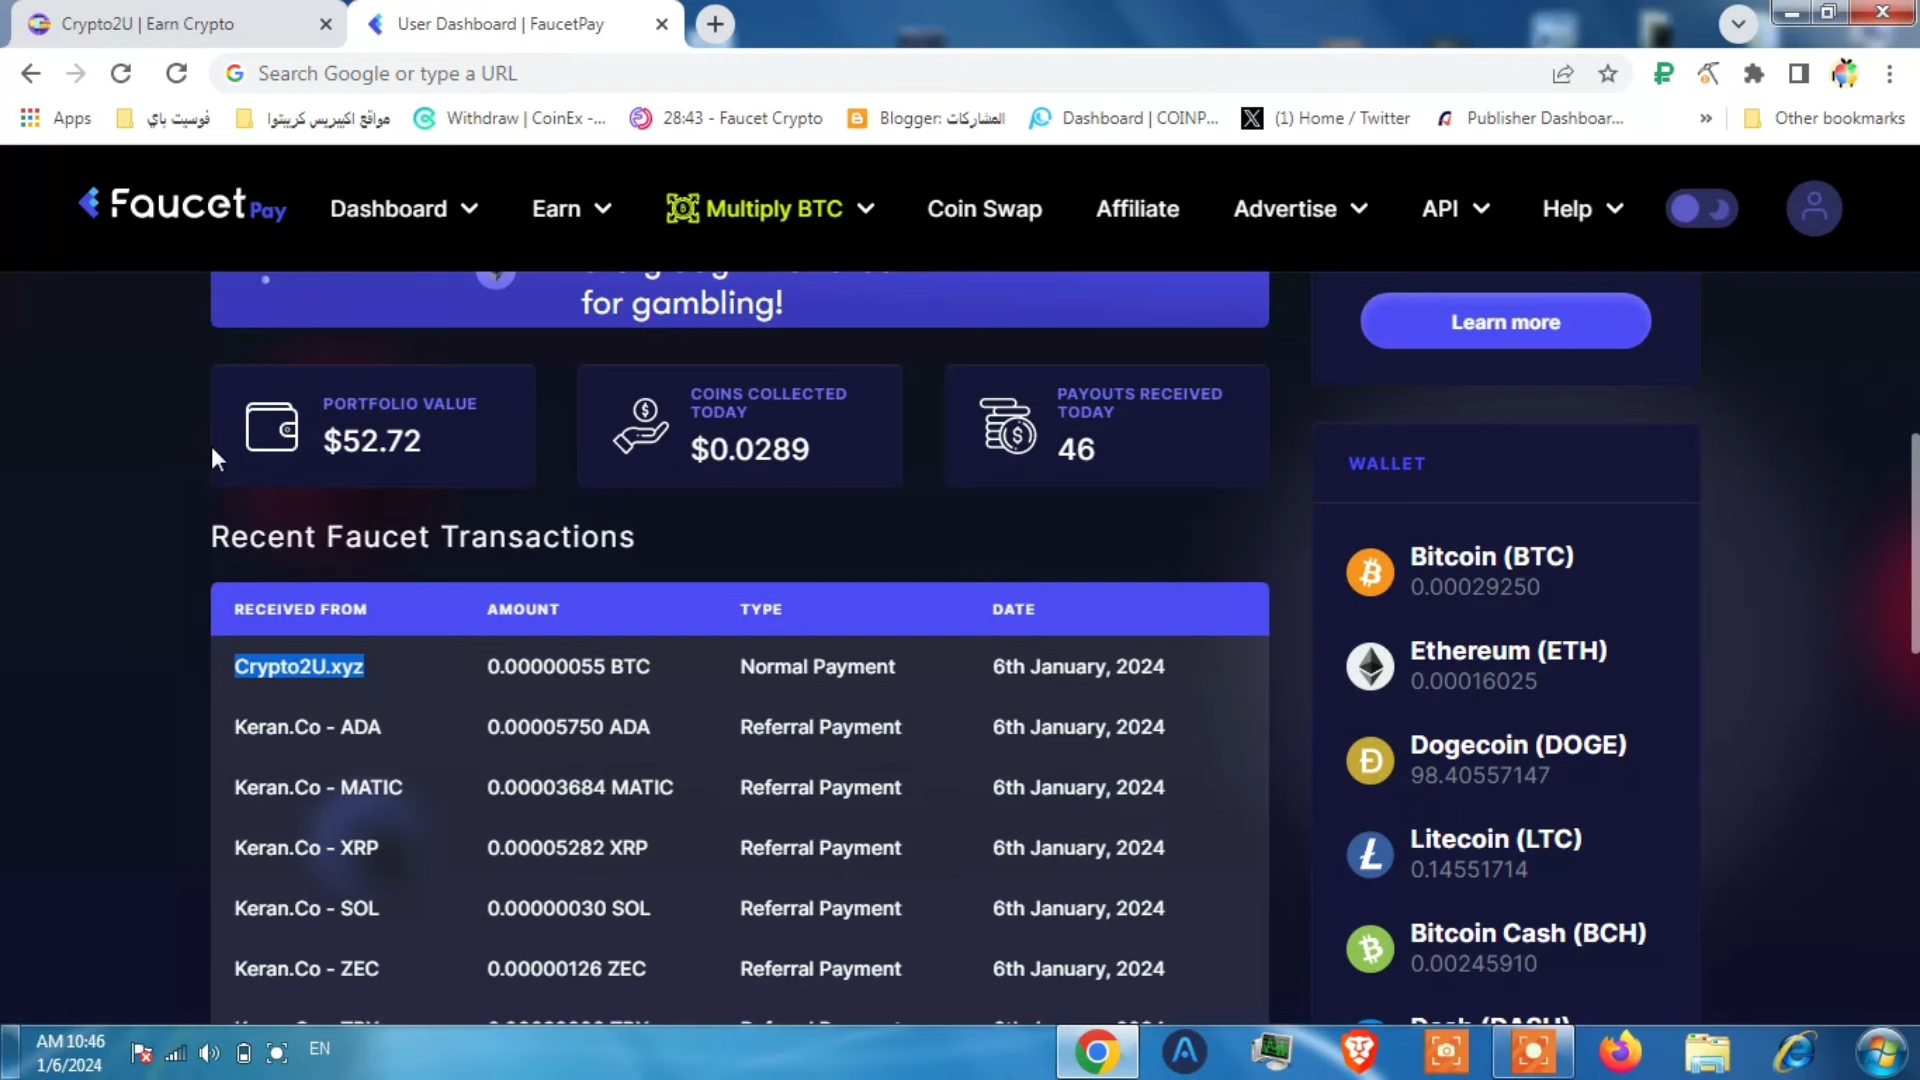 Crypto2U | Earn Crypto
User Dashboard | FaucetPay
Search Google or type a URL
Apps
فوسيت باي
مواقع اكبيريس كريبتوا
Withdraw | CoinEx -...
28:43 - Faucet Crypto
Blogger: المشاركات
Dashboard | COINP...
(1) Home / Twitter
Publisher Dashboar...
»
Other bookmarks
FaucetPay
Dashboard
Earn
Multiply BTC
Coin Swap
Affiliate
Advertise
API
Help
for gambling!
Learn more
PORTFOLIO VALUE
$52.72
COINS COLLECTED
TODAY
$0.0289
PAYOUTS RECEIVED
TODAY
46
WALLET
Bitcoin (BTC)
0.00029250
Ethereum (ETH)
0.00016025
Dogecoin (DOGE)
98.40557147
Litecoin (LTC)
0.14551714
Bitcoin Cash (BCH)
0.00245910
Dash (DASH)
Recent Faucet Transactions
RECEIVED FROM AMOUNT TYPE DATE
Crypto2U.xyz 0.00000055 BTC Normal Payment 6th January, 2024
Keran.Co - ADA 0.00005750 ADA Referral Payment 6th January, 2024
Keran.Co - MATIC 0.00003684 MATIC Referral Payment 6th January, 2024
Keran.Co - XRP 0.00005282 XRP Referral Payment 6th January, 2024
Keran.Co - SOL 0.00000030 SOL Referral Payment 6th January, 2024
Keran.Co - ZEC 0.00000126 ZEC Referral Payment 6th January, 2024
AM 10:46
1/6/2024
EN